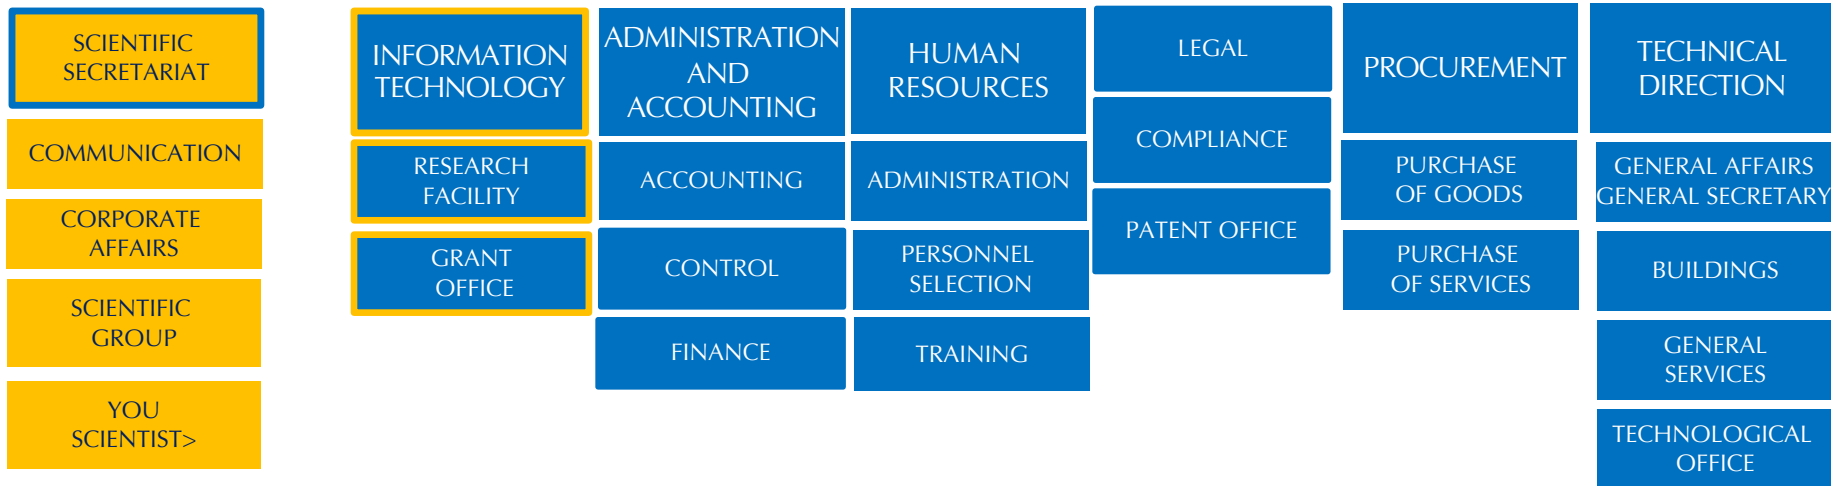 SCIENTIFIC
SECRETARIAT
COMMUNICATION
CORPORATE
AFFAIRS
SCIENTIFIC
GROUP
YOU
SCIENTIST>
INFORMATION
TECHNOLOGY
RESEARCH
FACILITY
GRANT
OFFICE
ADMINISTRATION
AND
ACCOUNTING
ACCOUNTING
CONTROL
FINANCE
HUMAN
RESOURCES
ADMINISTRATION
PERSONNEL
SELECTION
TRAINING
LEGAL
COMPLIANCE
PATENT OFFICE
PROCUREMENT
PURCHASE
OF GOODS
PURCHASE
OF SERVICES
TECHNICAL
DIRECTION
GENERAL AFFAIRS
GENERAL SECRETARY
BUILDINGS
GENERAL
SERVICES
TECHNOLOGICAL
OFFICE